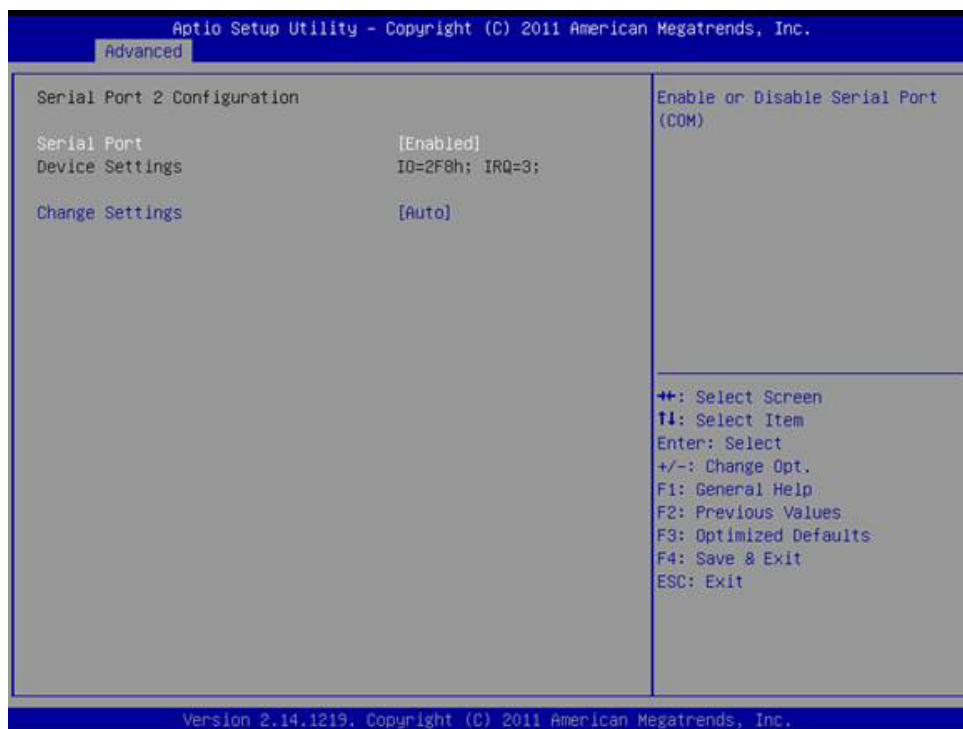 Aptio Setup Utility – Copyright (C) 2011 American Megatrends, Inc.
Advanced
Serial Port 2 Configuration
Serial Port [Enabled]
Device Settings IO=2F8h; IRQ=3;
Change Settings [Auto]
Enable or Disable Serial Port
(COM)
→←: Select Screen
↑↓: Select Item
Enter: Select
+/-: Change Opt.
F1: General Help
F2: Previous Values
F3: Optimized Defaults
F4: Save & Exit
ESC: Exit
Version 2.14.1219. Copyright (C) 2011 American Megatrends, Inc.